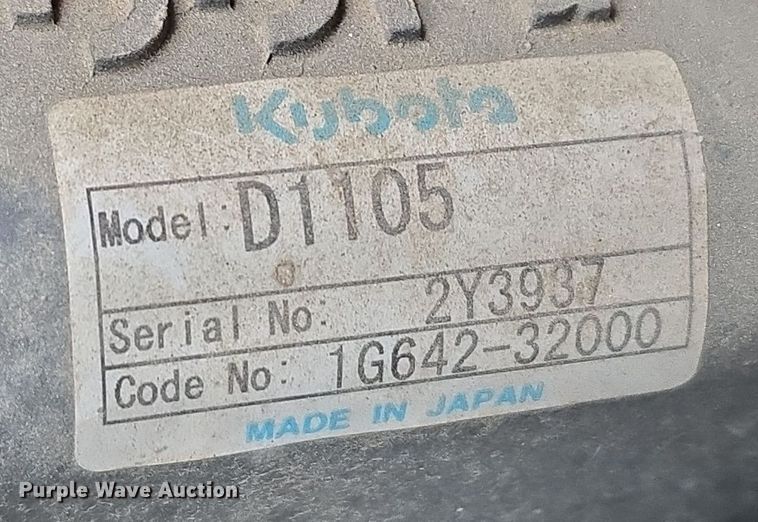 Kubota
Model: D1105
Serial No: 2Y3937
Code No: 1G642-32000
MADE IN JAPAN
Purple Wave Auction